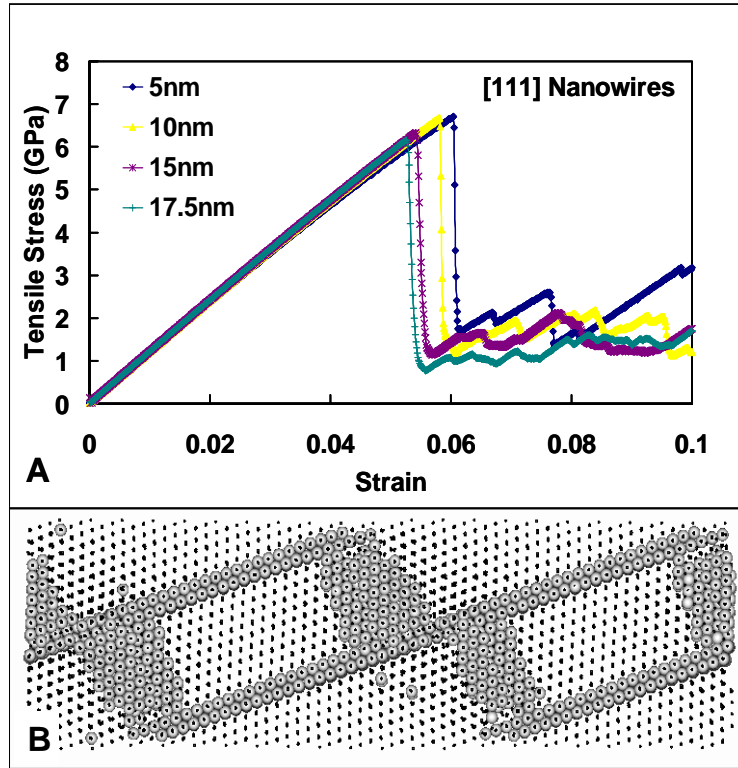 8
7
6
5
4
3
2
1
0
Tensile Stress (GPa)
5nm
10nm
15nm
17.5nm
[111] Nanowires
0 0.02 0.04 0.06 0.08 0.1
Strain
A
B